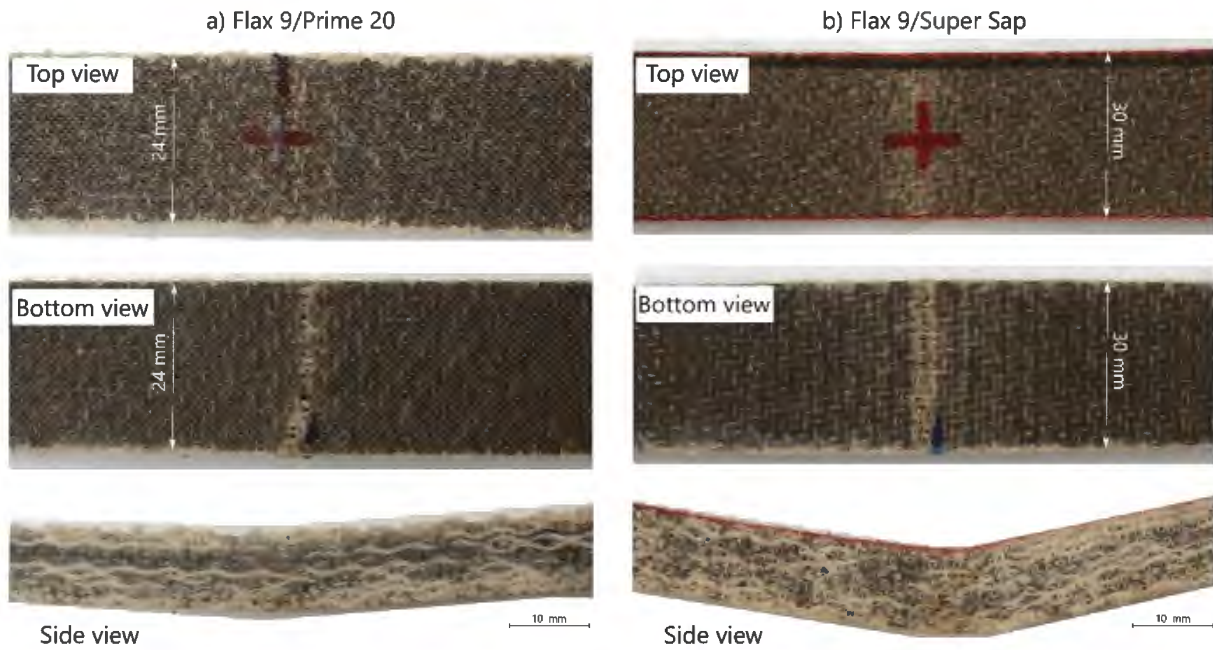 a) Flax 9/Prime 20
b) Flax 9/Super Sap
Top view
24 mm
Top view
30 mm
Bottom view
24 mm
Bottom view
30 mm
Side view
10 mm
Side view
10 mm